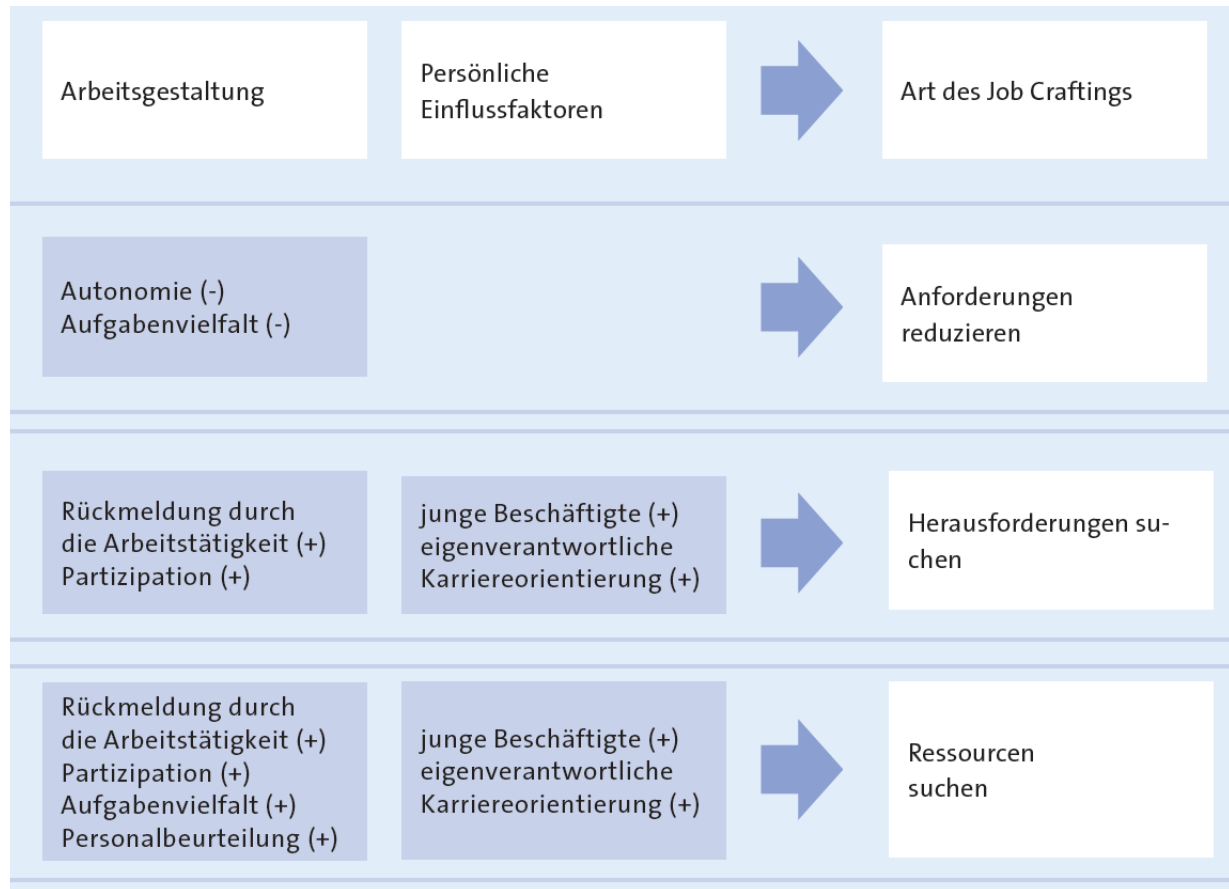 Arbeitsgestaltung
Persönliche
Einflussfaktoren
Art des Job Craftings
Autonomie (-)
Aufgabenvielfalt (-)
Anforderungen
reduzieren
Rückmeldung durch
die Arbeitstätigkeit (+)
Partizipation (+)
junge Beschäftigte (+)
eigenverantwortliche
Karriereorientierung (+)
Herausforderungen su-
chen
Rückmeldung durch
die Arbeitstätigkeit (+)
Partizipation (+)
Aufgabenvielfalt (+)
Personalbeurteilung (+)
junge Beschäftigte (+)
eigenverantwortliche
Karriereorientierung (+)
Ressourcen
suchen